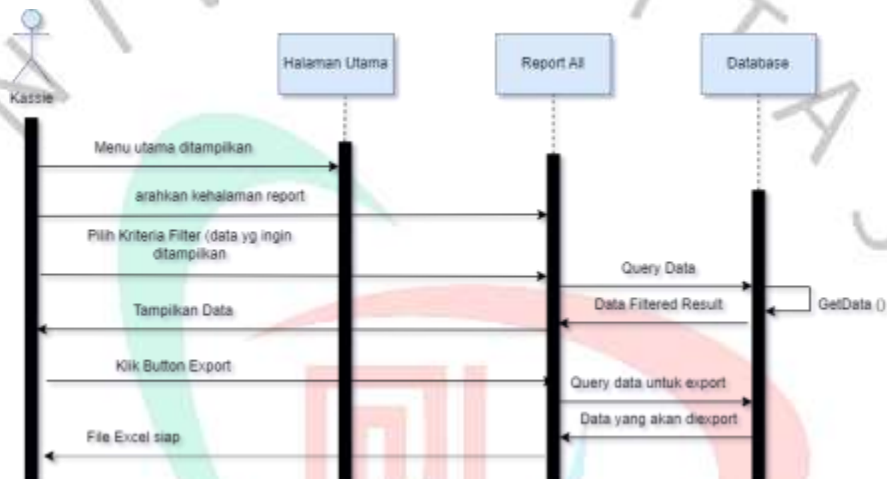 Halaman Utama
Report All
Database
Kassie
Menu utama ditampilkan
arahkan kehalaman report
Pilih Kriteria Filter (data yg ingin
ditampilkan
Query Data
GetData ()
Data Filtered Result
Tampilkan Data
Klik Button Export
Query data untuk export
Data yang akan diexport
File Excel siap